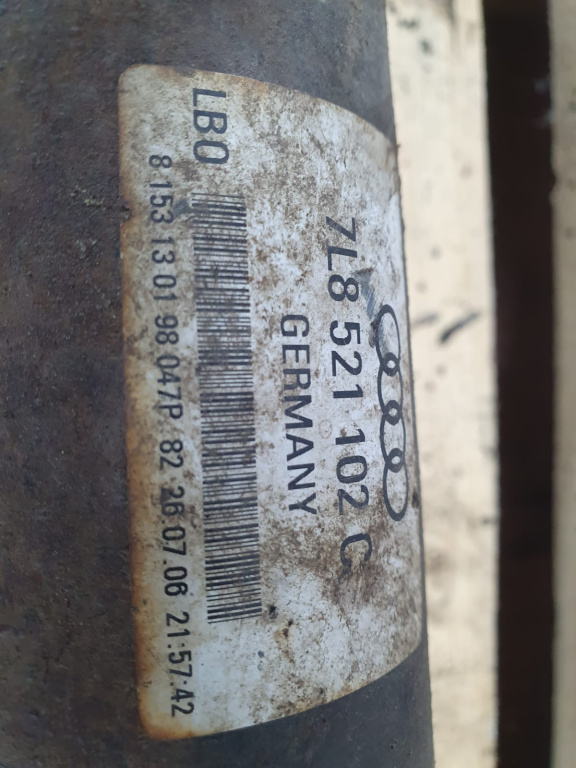 7L8 521 102 C
GERMANY
LBO
8 153 13 01 98 047P 82 26.07.06 21:57:42